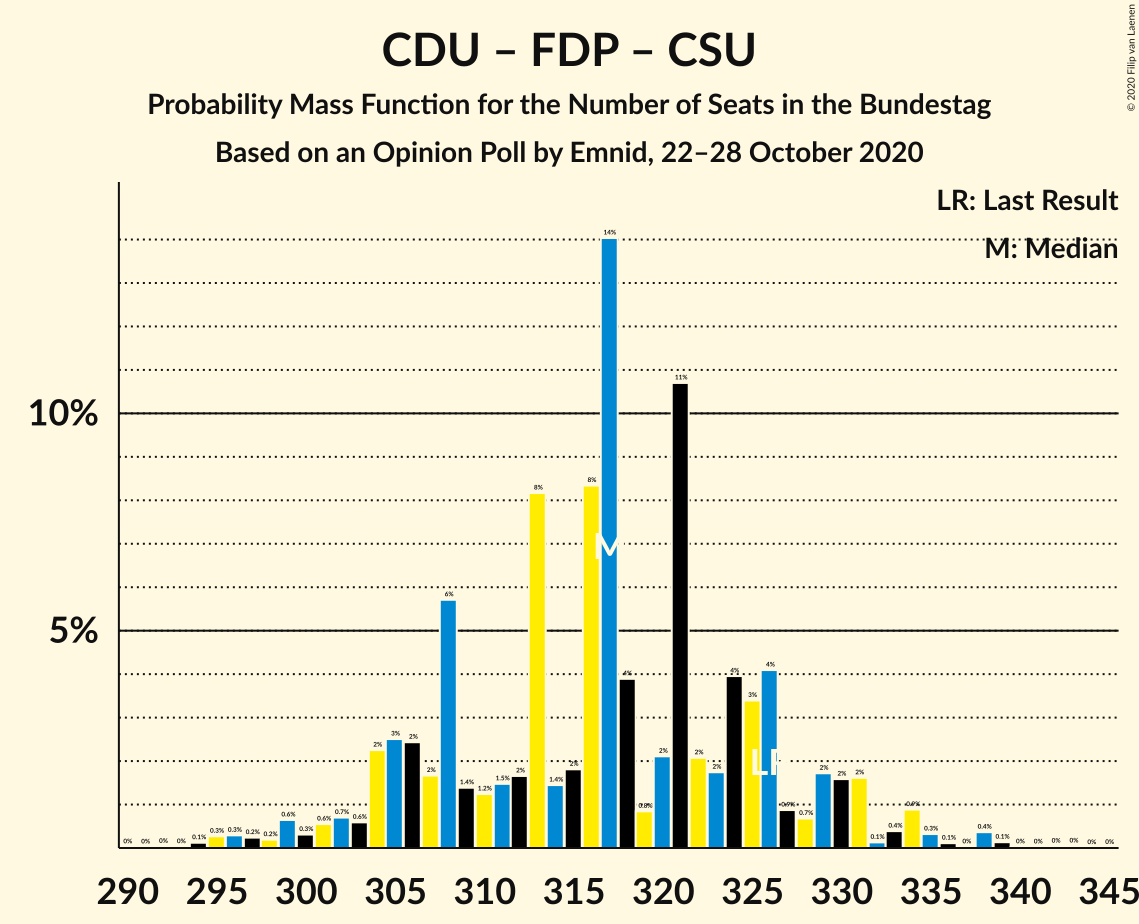 CDU – FDP – CSU
Probability Mass Function for the Number of Seats in the Bundestag
Based on an Opinion Poll by Emnid, 22–28 October 2020
© 2020 Filip van Laenen
LR: Last Result
M: Median
10%
5%
0% 0% 0% 0% 0.1% 0.3% 0.3% 0.2% 0.2% 0.6% 0.3% 0.6% 0.7% 0.6% 2% 3% 2% 2% 6% 1.4% 1.2% 1.5% 2% 8% 1.4% 2% 8% 14% 4% 0.8% 2% 11% 2% 2% 4% 3% 4% 0.9% 0.7% 2% 2% 2% 0.1% 0.4% 0.9% 0.3% 0.1% 0% 0.4% 0.1% 0% 0% 0% 0% 0% 0%
M
LR
290 295 300 305 310 315 320 325 330 335 340 345